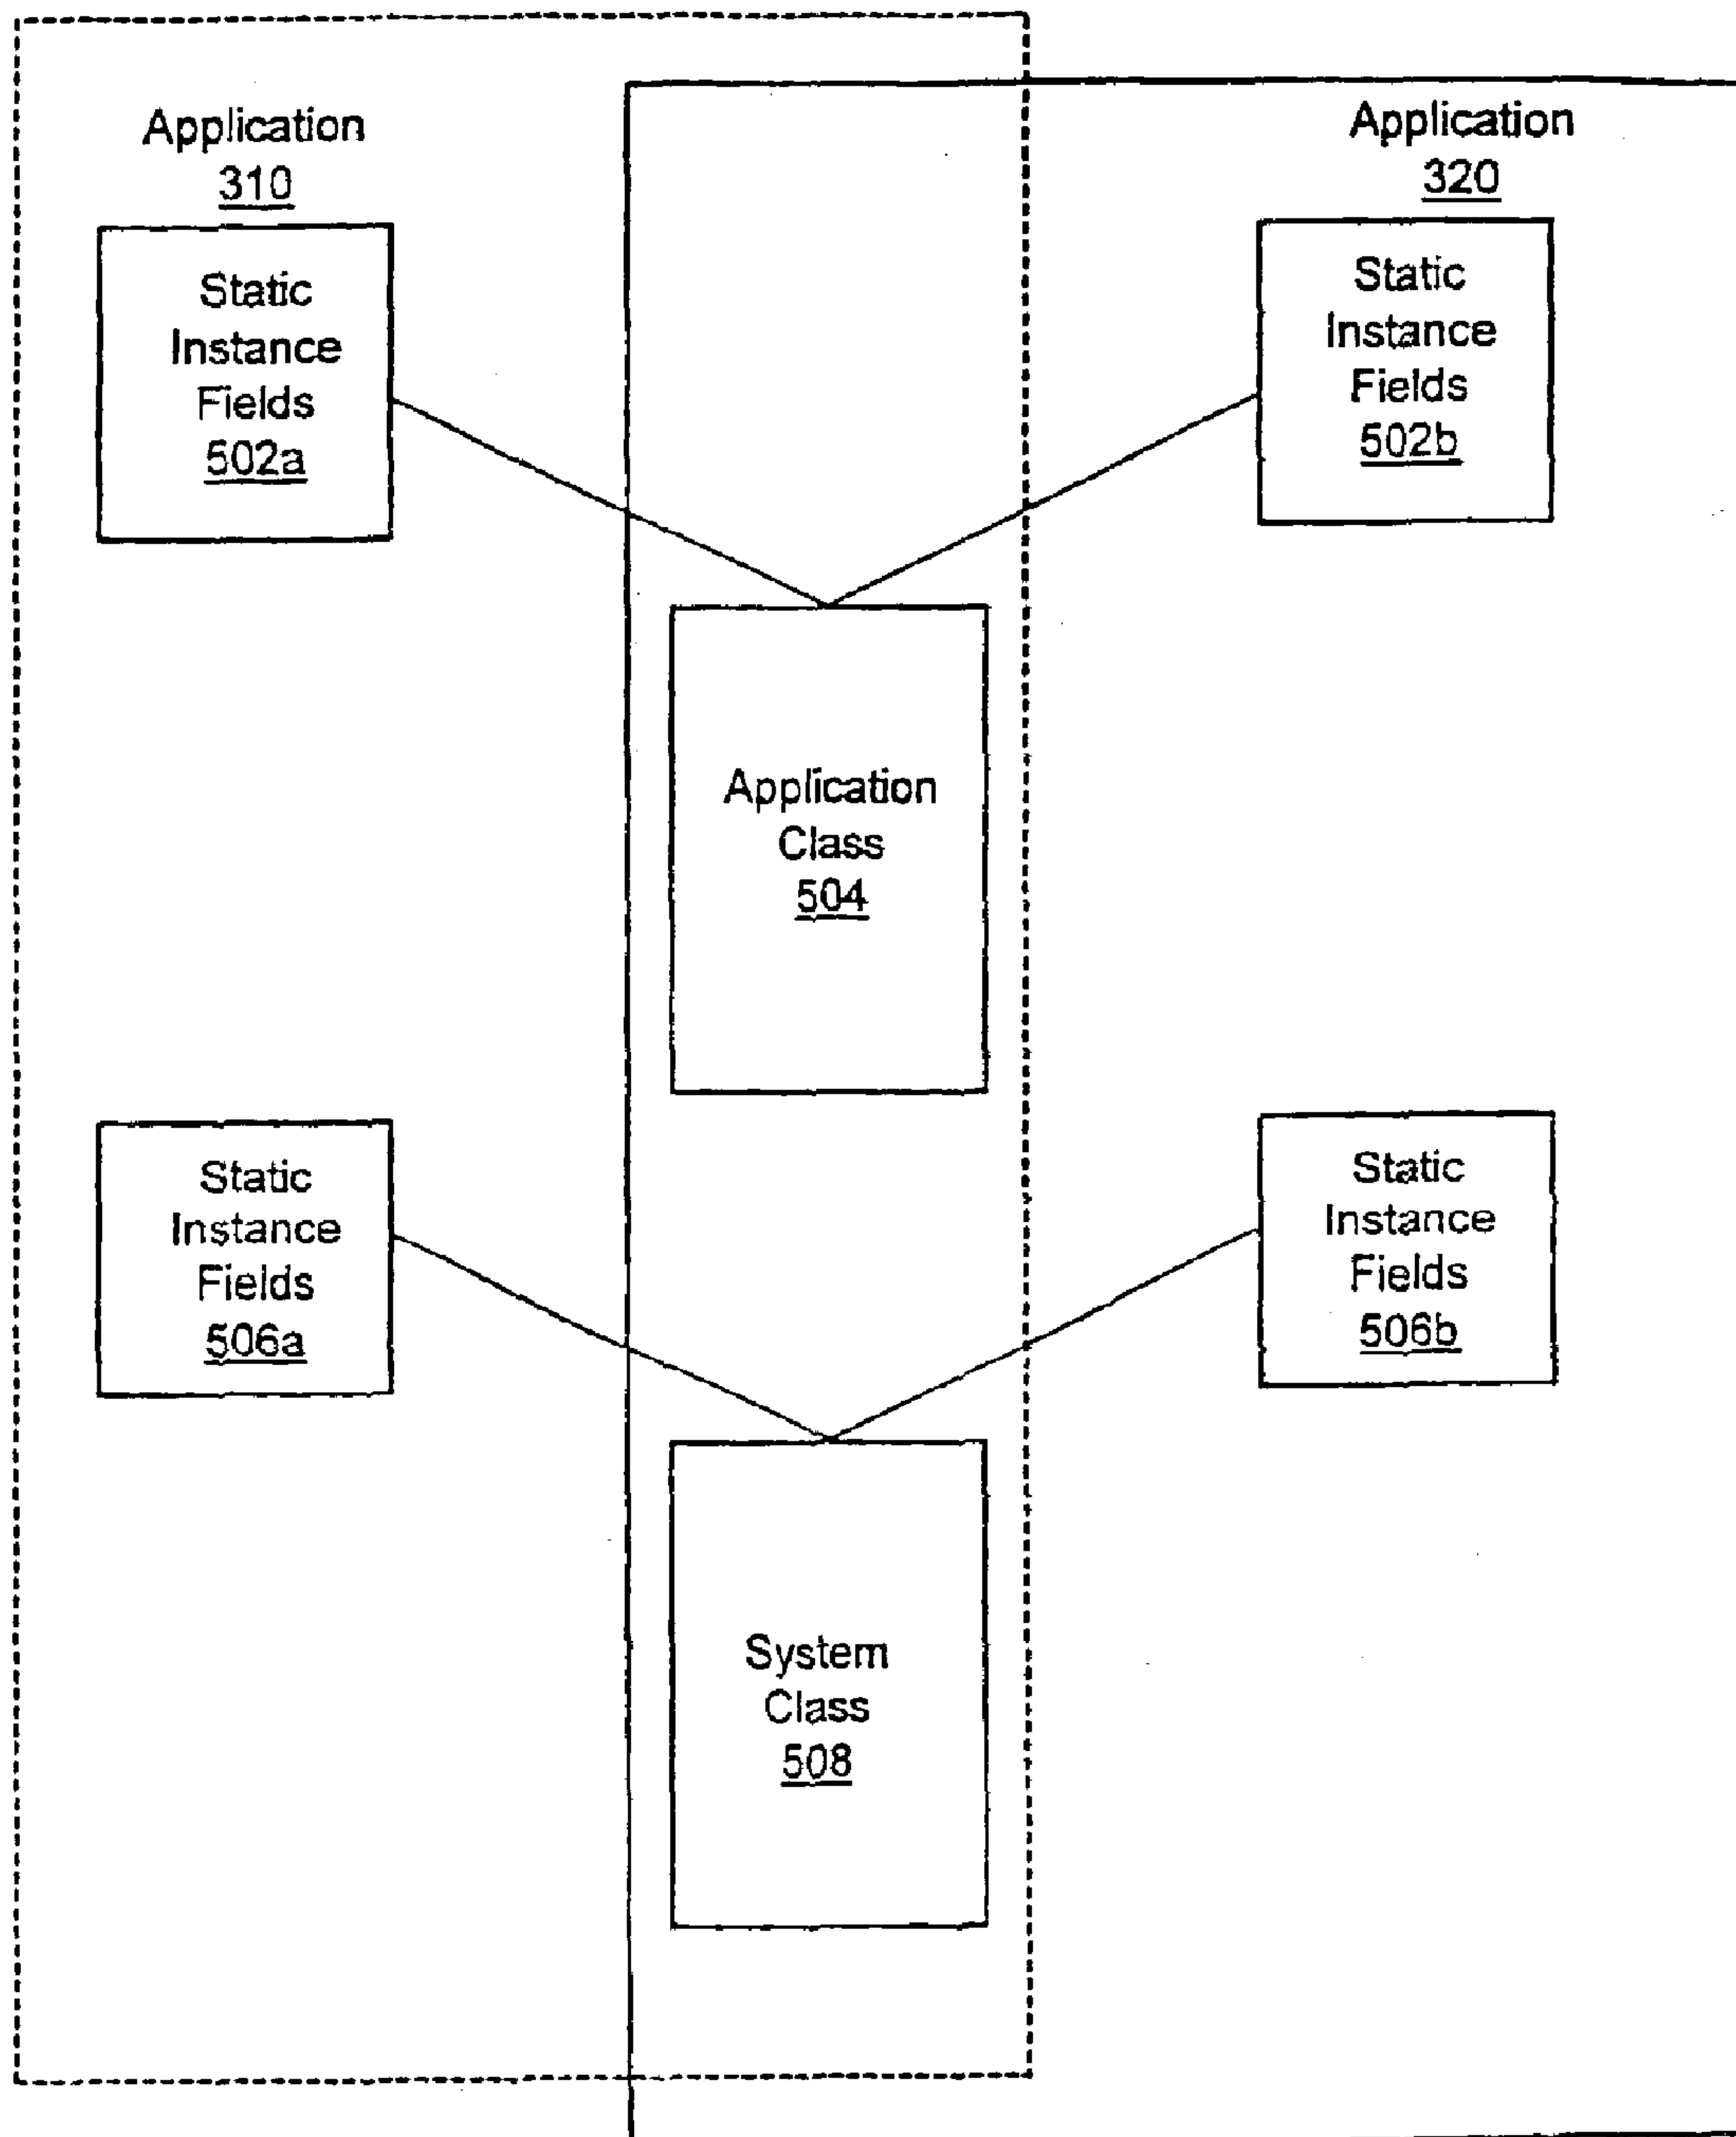 Application
310
Application
320
Static
Instance
Fields
502a
Static
Instance
Fields
502b
Application
Class
504
Static
Instance
Fields
506a
Static
Instance
Fields
506b
System
Class
508